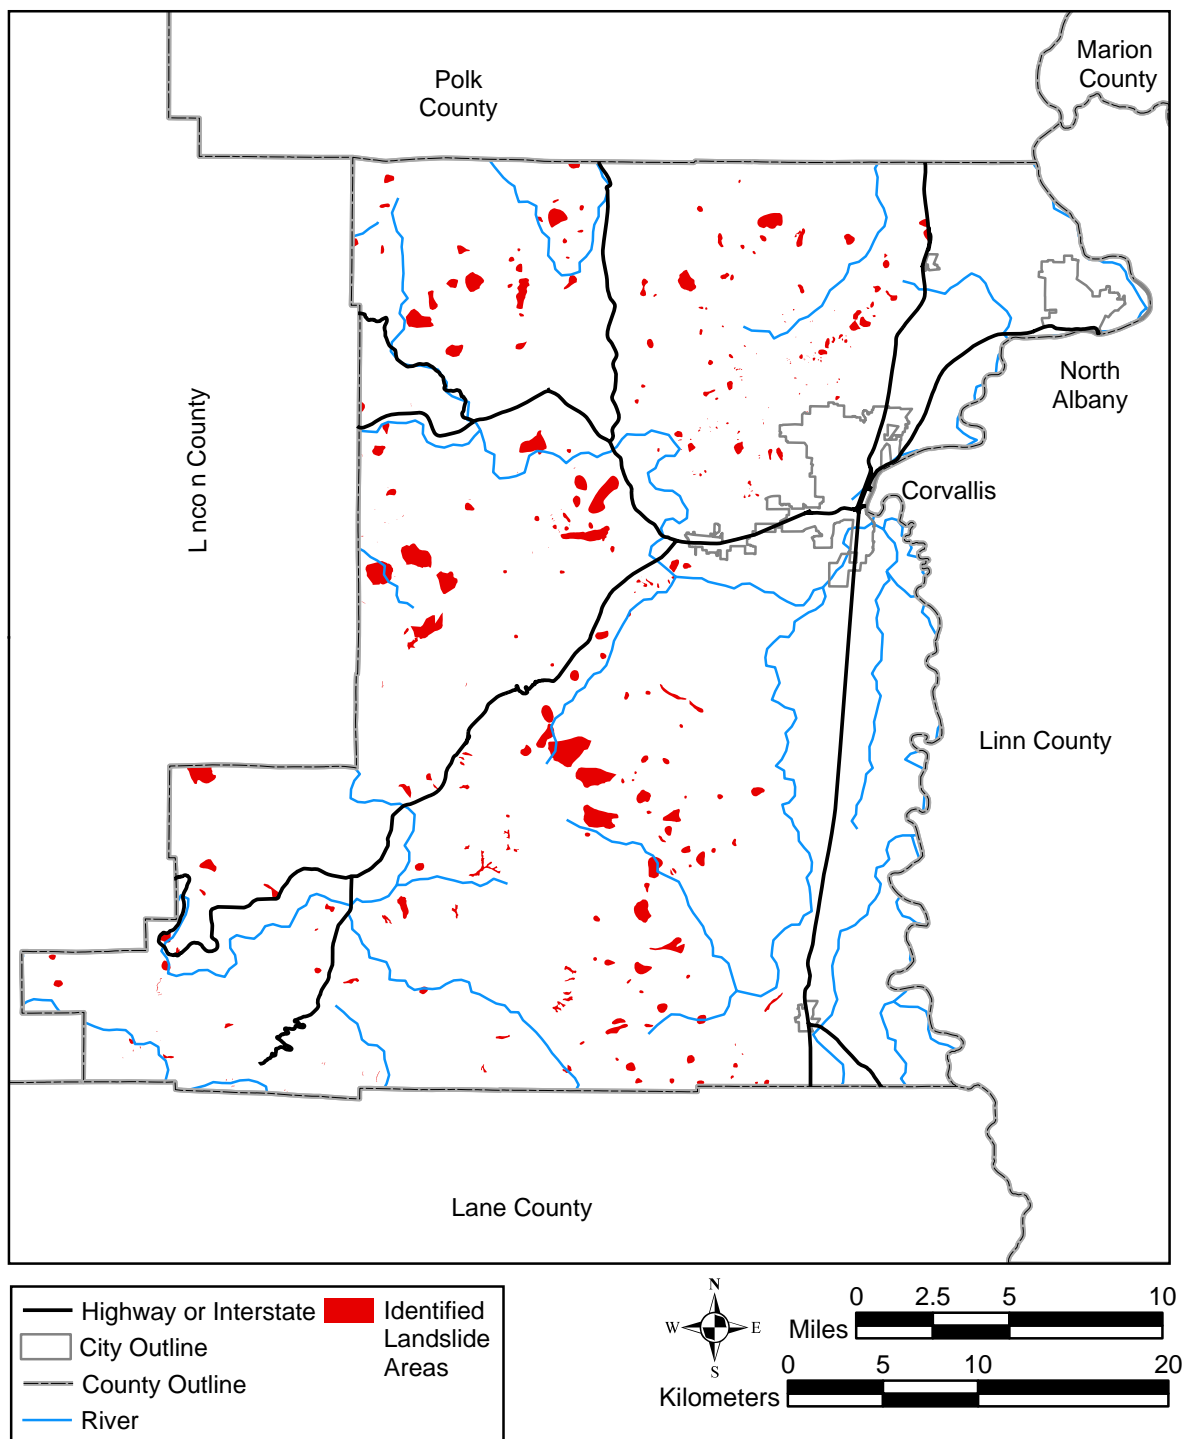 Marion
County
Polk
County
North
Albany
L nco n County
Corvallis
Linn County
Lane County
Highway or Interstate
City Outline
County Outline
River
Identified
Landslide
Areas
N
W E
S
0 2.5 5 10
Miles
0 5 10 20
Kilometers